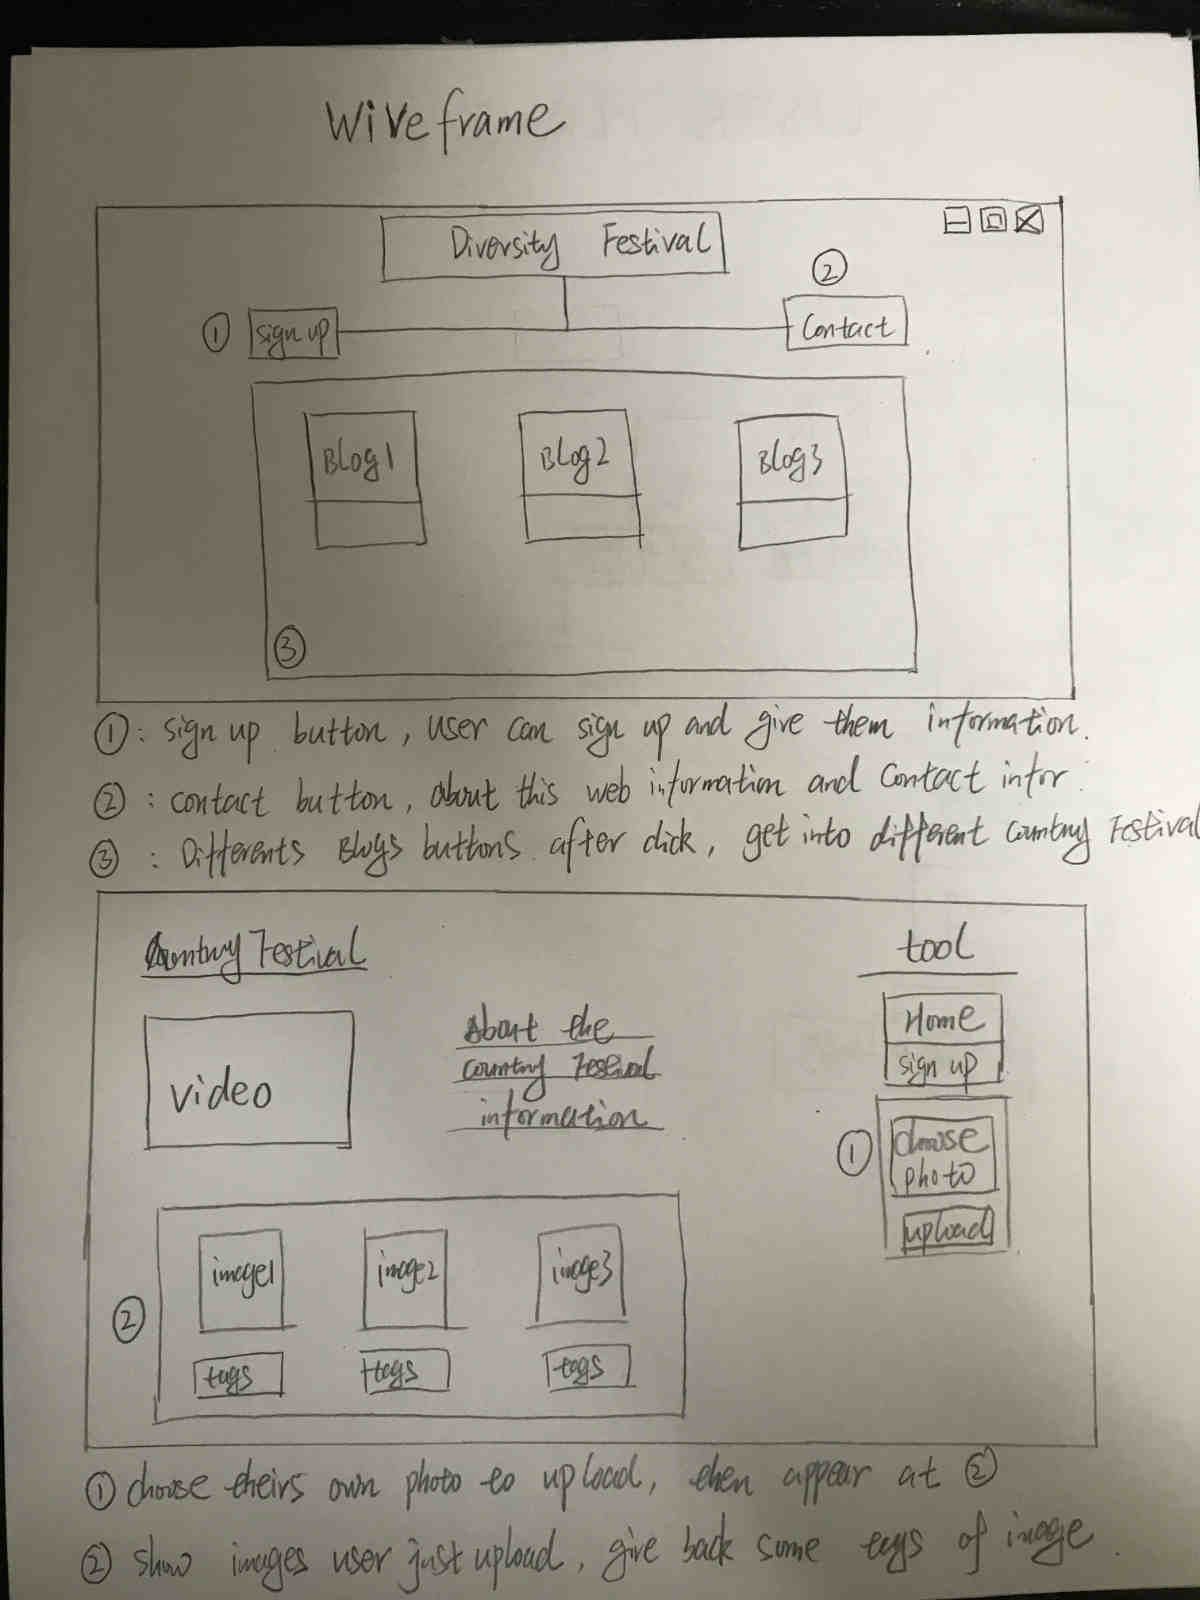 Wireframe
Diversity Festival
① sign up
Contact ②
Blog1 Blog2 Blog3
③
①: sign up button, user can sign up and give them information.
②: contact button, about this web information and contact infor.
③: Differents Blogs buttons. after click, get into different Country Festival
Country Festival
tool
Video
About the
country Festival
information
Home
sign up
①
choose
photo
upload
②
image1 image2 image3
tags tags tags
① choose theirs own photo to upload, then appear at ②
② show images user just upload, give back some tags of image.